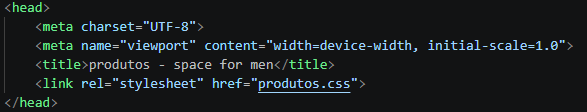 <head>
<meta charset="UTF-8">
<meta name="viewport" content="width=device-width, initial-scale=1.0">
<title>produtos - space for men</title>
<link rel="stylesheet" href="produtos.css">
</head>